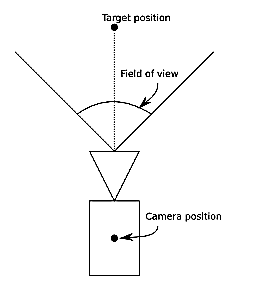 Target position
Field of view
Camera position